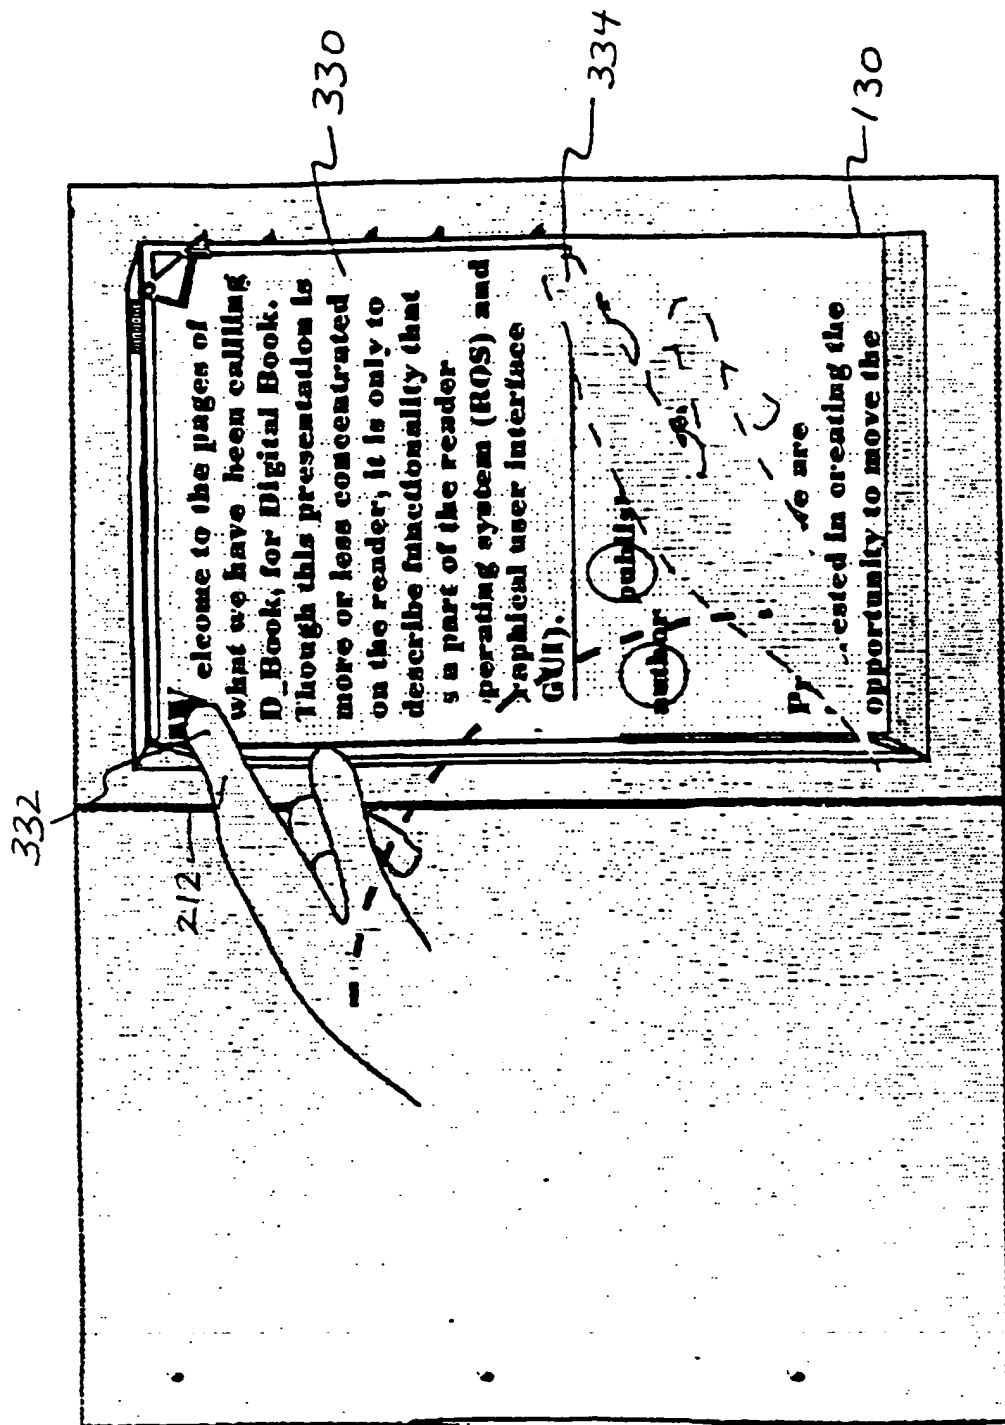 332
212
Welcome to the pages of
what we have been calling
D_Book, for Digital Book.
Though this presentation is
more or less concentrated
330
on the reader, it is only to
describe functionality that
s a part of the reader
perating system (ROS) and
raphical user interface
GUI).
334
author publish
Pr We are
ested in creating the
130
opportunity to move the